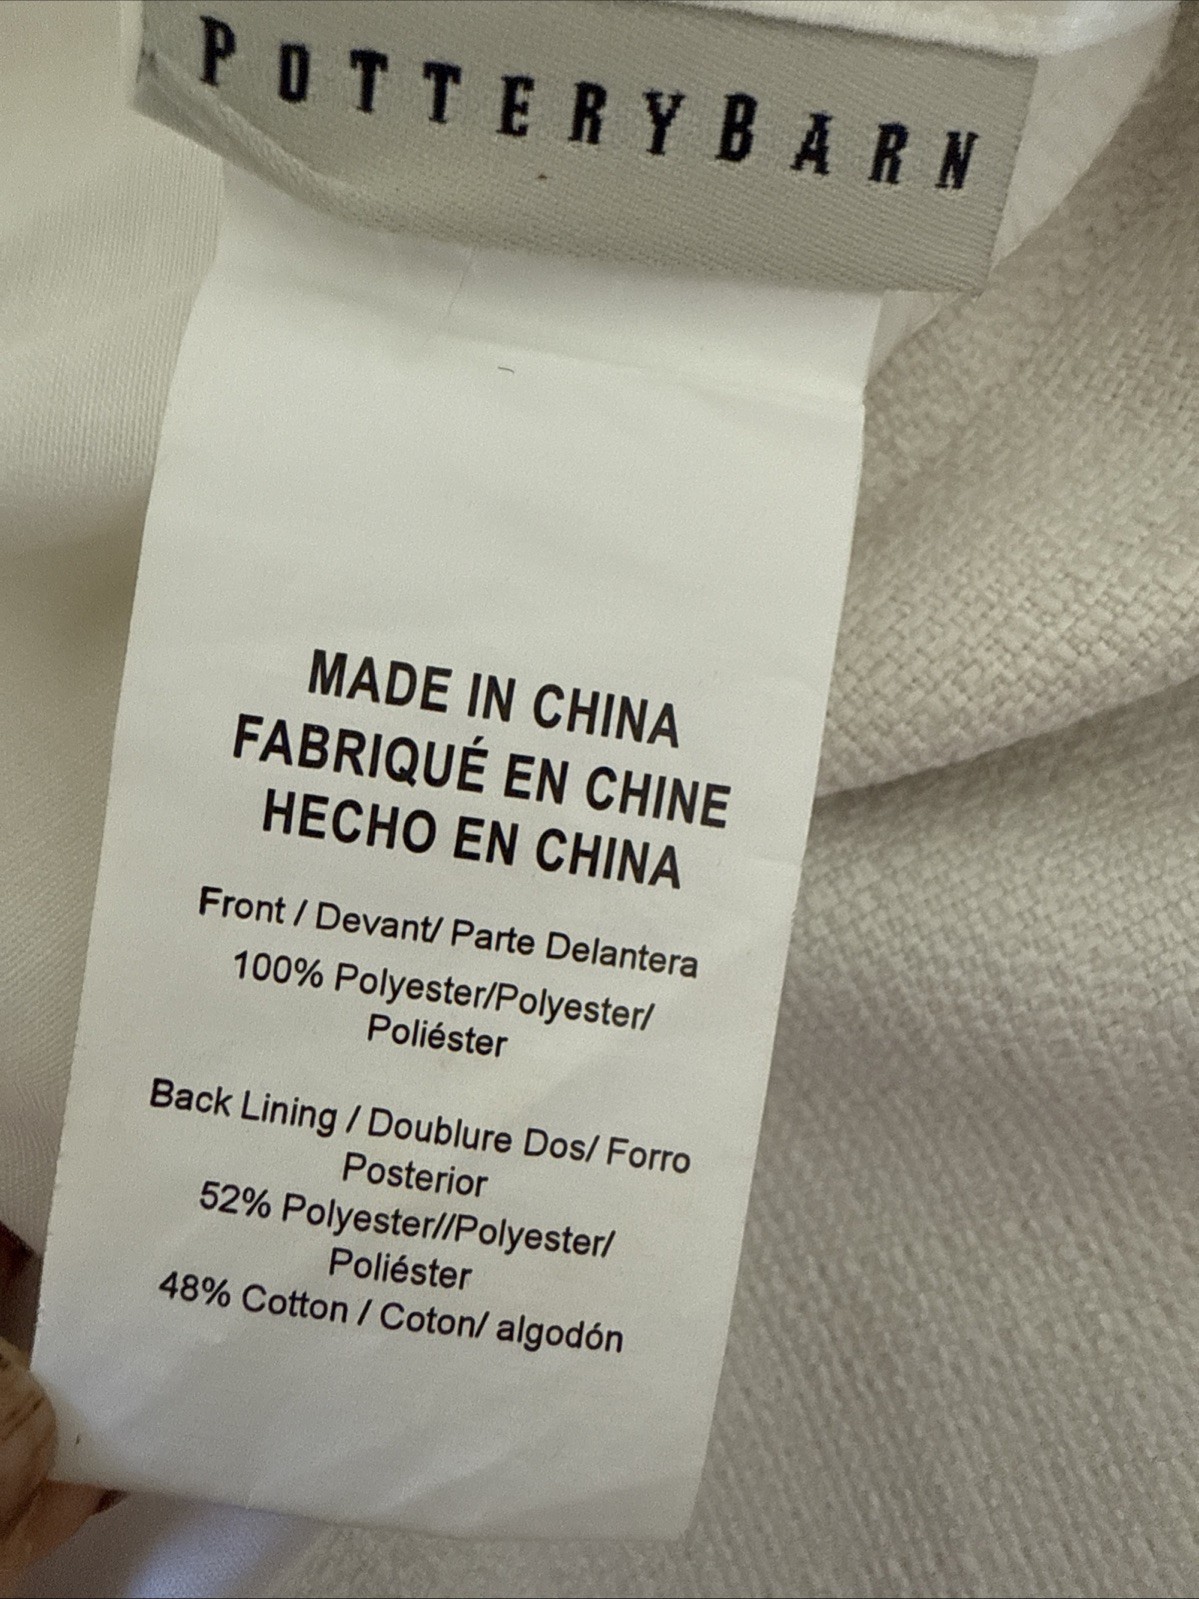 POTTERYBARN
MADE IN CHINA
FABRIQUÉ EN CHINE
HECHO EN CHINA
Front / Devant/ Parte Delantera
100% Polyester/Polyester/
Poliéster
Back Lining / Doublure Dos/ Forro
Posterior
52% Polyester//Polyester/
Poliéster
48% Cotton / Coton/ algodón